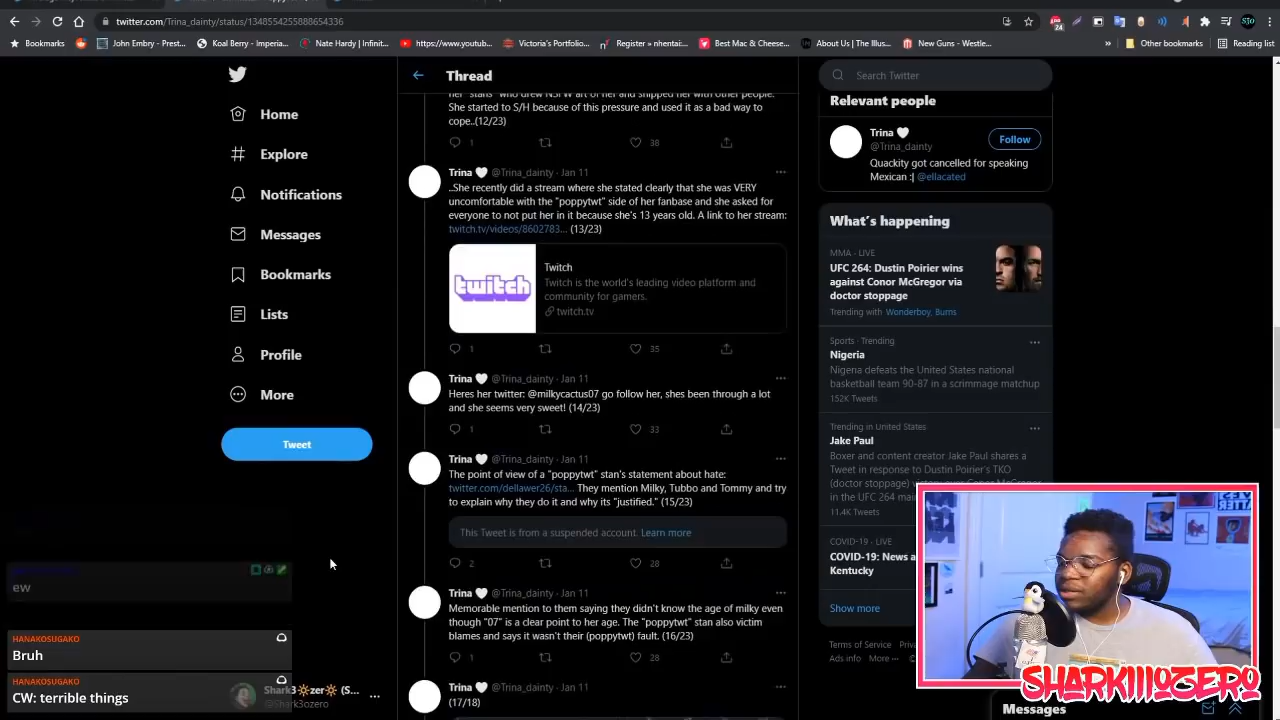 twitter.com/Trina_dainty/status/1348554255888654336
24
Bookmarks
John Embry - Prest...
Koal Berry - Imperia...
Nate Hardy | Infinit...
https://www.youtub...
Victoria's Portfolio...
Register » nhentai:...
Best Mac & Cheese...
About Us | The Illus...
New Guns - Westle...
»
Other bookmarks
Reading list
Home
Explore
Notifications
Messages
Bookmarks
Lists
Profile
More
Tweet
Thread
her "stans" who drew NSFW art of her and shipped her with other people.
She started to S/H because of this pressure and used it as a bad way to
cope..(12/23)
1
38
Trina 🤍 @Trina_dainty · Jan 11
..She recently did a stream where she stated clearly that she was VERY
uncomfortable with the "poppytwt" side of her fanbase and she asked for
everyone to not put her in it because she's 13 years old. A link to her stream:
twitch.tv/videos/8602783... (13/23)
twitch
Twitch
Twitch is the world's leading video platform and
community for gamers.
twitch.tv
1
35
Trina 🤍 @Trina_dainty · Jan 11
Heres her twitter: @milkycactus07 go follow her, shes been through a lot
and she seems very sweet! (14/23)
1
33
Trina 🤍 @Trina_dainty · Jan 11
The point of view of a "poppytwt" stan's statement about hate:
twitter.com/dellawer26/sta... They mention Milky, Tubbo and Tommy and try
to explain why they do it and why its "justified." (15/23)
This Tweet is from a suspended account. Learn more
2
28
Trina 🤍 @Trina_dainty · Jan 11
Memorable mention to them saying they didn't know the age of milky even
though "07" is a clear point to her age. The "poppytwt" stan also victim
blames and says it wasn't their (poppytwt) fault. (16/23)
1
28
Trina 🤍 @Trina_dainty · Jan 11
(17/18)
Search Twitter
Relevant people
Trina 🤍
@Trina_dainty
Follow
Quackity got cancelled for speaking
Mexican :| @ellacated
What's happening
MMA · LIVE
UFC 264: Dustin Poirier wins
against Conor McGregor via
doctor stoppage
Trending with Wonderboy, Burns
Sports · Trending
Nigeria
Nigeria defeats the United States national
basketball team 90-87 in a scrimmage matchup
152K Tweets
Trending in United States
Jake Paul
Boxer and content creator Jake Paul shares a
Tweet in response to Dustin Poirier's TKO
(doctor stoppage)
in the UFC 264
11.4K Tweets
COVID-19 · LIVE
COVID-19: News a
Kentucky
Show more
Terms of Service
Ads info More ···
Messages
ew
HANAKOSUGAKO
Bruh
HANAKOSUGAKO
CW: terrible things
Shark3🔆zer🔆 (S...
@Shark3ozero
SHARKIIIOZERO